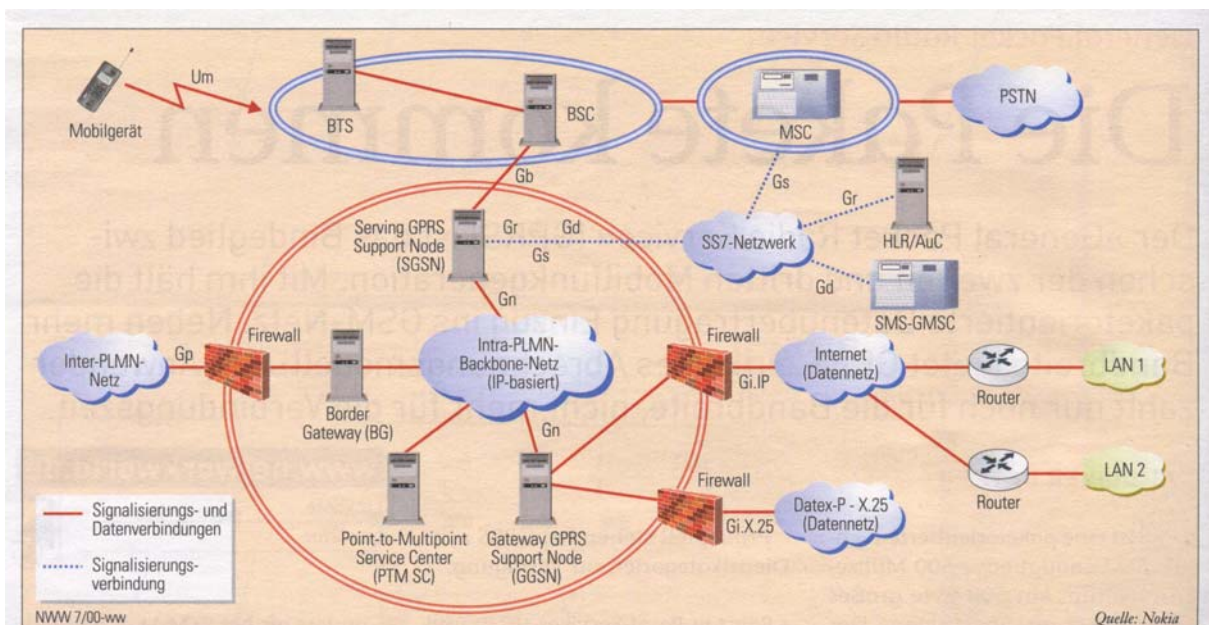 Um
Mobilgerät
BTS
BSC
MSC
PSTN
Gb
Gs
Gr
HLR/AuC
Serving GPRS
Support Node
(SGSN)
Gr
Gd
Gs
SS7-Netzwerk
Gd
SMS-GMSC
Gn
Inter-PLMN-
Netz
Gp
Firewall
Border
Gateway (BG)
Intra-PLMN-
Backbone-Netz
(IP-basiert)
Firewall
Gi.IP
Internet
(Datennetz)
Router
LAN 1
Gn
Router
LAN 2
Point-to-Multipoint
Service Center
(PTM SC)
Gateway GPRS
Support Node
(GGSN)
Firewall
Gi.X.25
Datex-P - X.25
(Datennetz)
Signalisierungs- und
Datenverbindungen
Signalisierungs-
verbindung
NWW 7/00-ww
Quelle: Nokia